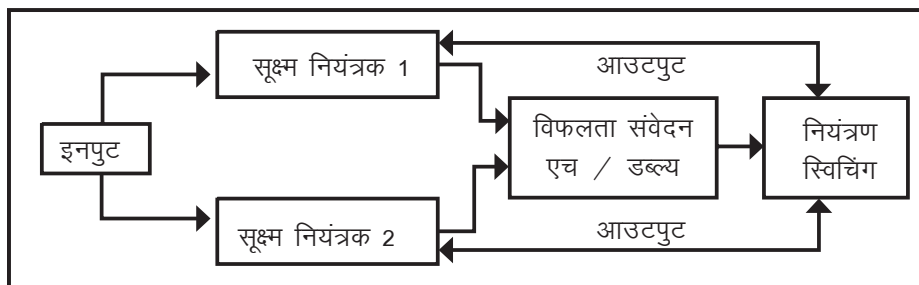 सूक्ष्म नियंत्रक 1
आउटपुट
इनपुट
विफलता संवेदन
एच / डब्ल्य
नियंत्रण
स्विचिंग
सूक्ष्म नियंत्रक 2
आउटपुट